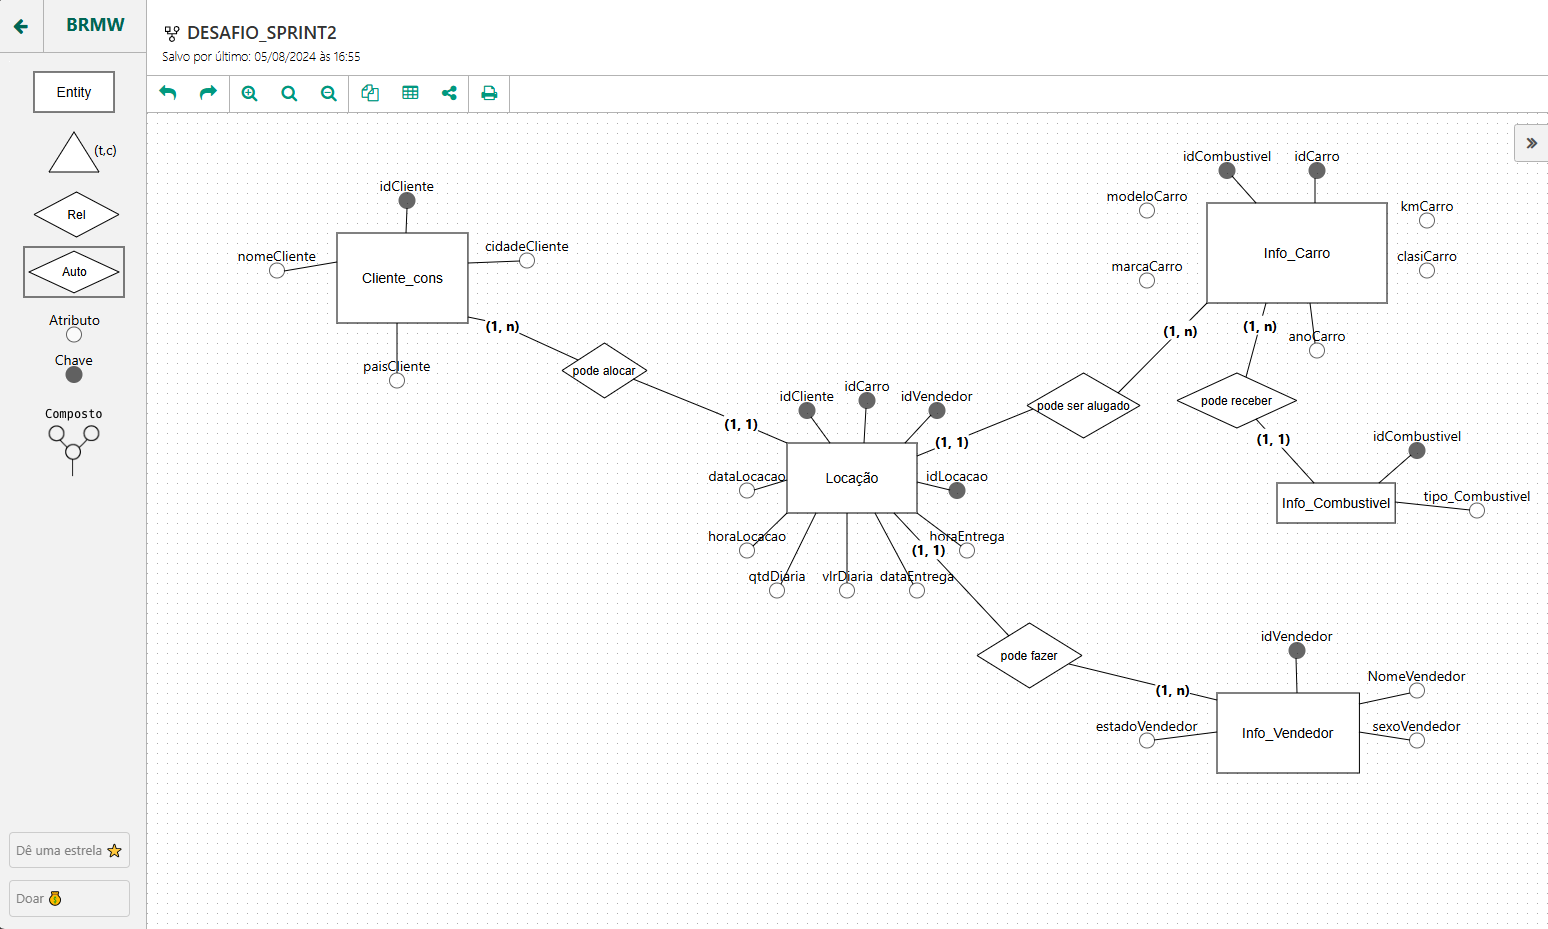 BRMW
DESAFIO_SPRINT2
Salvo por último: 05/08/2024 às 16:55
Entity
(t,c)
Rel
Auto
Atributo
Chave
Composto
Dê uma estrela
Doar
idCliente
nomeCliente
cidadeCliente
Cliente_cons
paisCliente
(1, n)
pode alocar
(1, 1)
idCombustivel
idCarro
modeloCarro
kmCarro
Info_Carro
marcaCarro
clasiCarro
anoCarro
(1, n)
(1, n)
pode ser alugado
pode receber
(1, 1)
(1, 1)
idCliente
idCarro
idVendedor
Locação
dataLocacao
idLocacao
horaLocacao
horaEntrega
qtdDiaria
vlrDiaria
dataEntrega
(1, 1)
idCombustivel
Info_Combustivel
tipo_Combustivel
pode fazer
(1, n)
idVendedor
NomeVendedor
estadoVendedor
sexoVendedor
Info_Vendedor